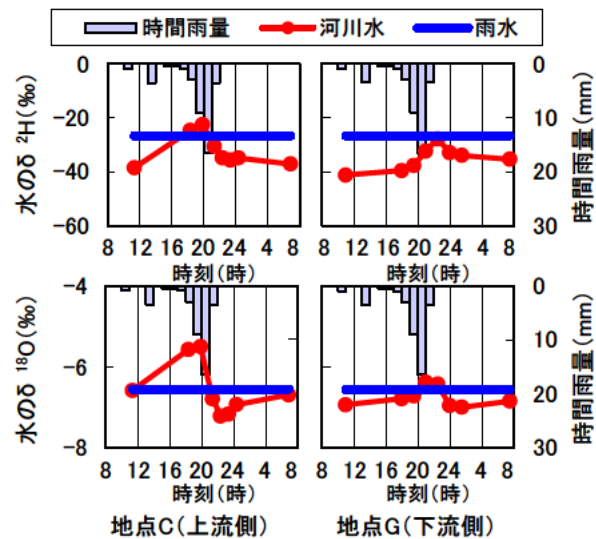 時間雨量 河川水 雨水
0 0
-20 10
-40 20
-60 30
水のδ ²H(‰)
時間雨量(mm)
8 12 16 20 24 4 8 8 12 16 20 24 4 8
時刻(時) 時刻(時)
-4 0
10
-6
20
-8 30
水のδ ¹⁸O(‰)
時間雨量(mm)
8 12 16 20 24 4 8 8 12 16 20 24 4 8
時刻(時) 時刻(時)
地点C(上流側) 地点G(下流側)